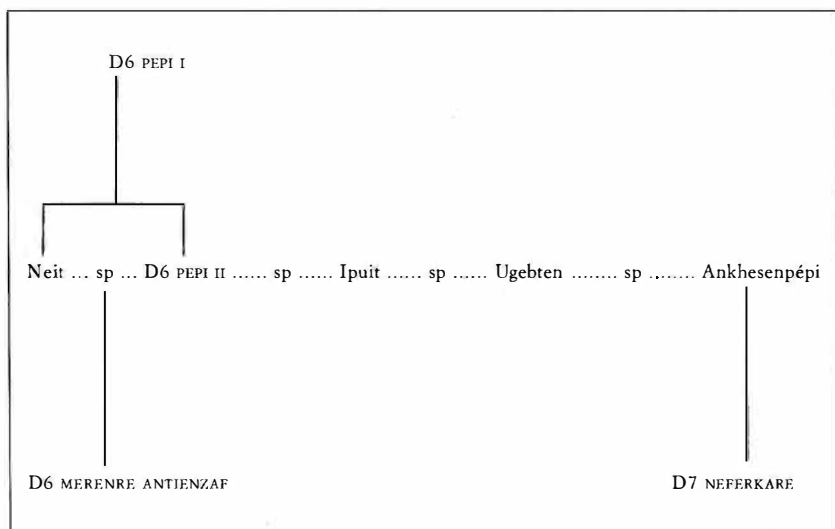 D6 PEPI I
Neit ... sp ... D6 PEPI II ...... sp ...... Ipuit ...... sp ...... Ugebten ........ sp ........ Ankhesenpépi
D6 MERENRE ANTIENZAF
D7 NEFERKARE